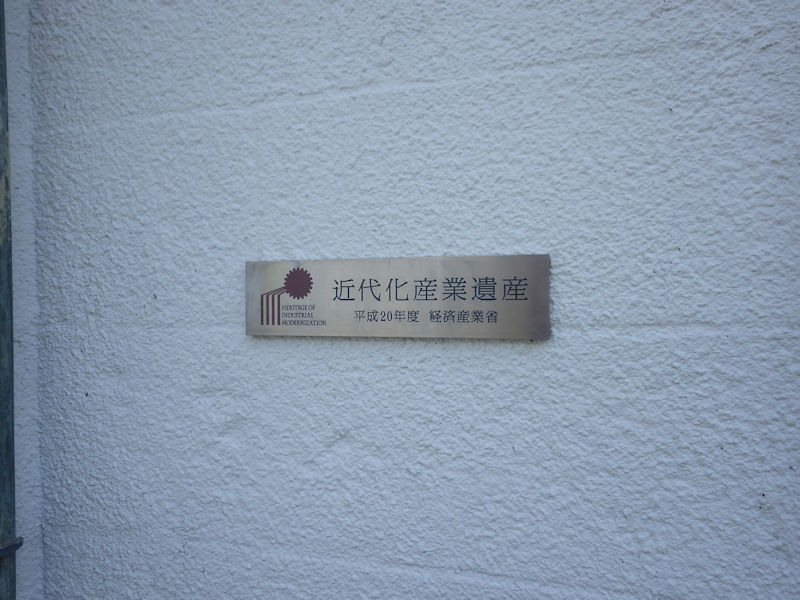 HERITAGE OF
INDUSTRIAL
MODERNIZATION
近代化産業遺産
平成20年度 経済産業省